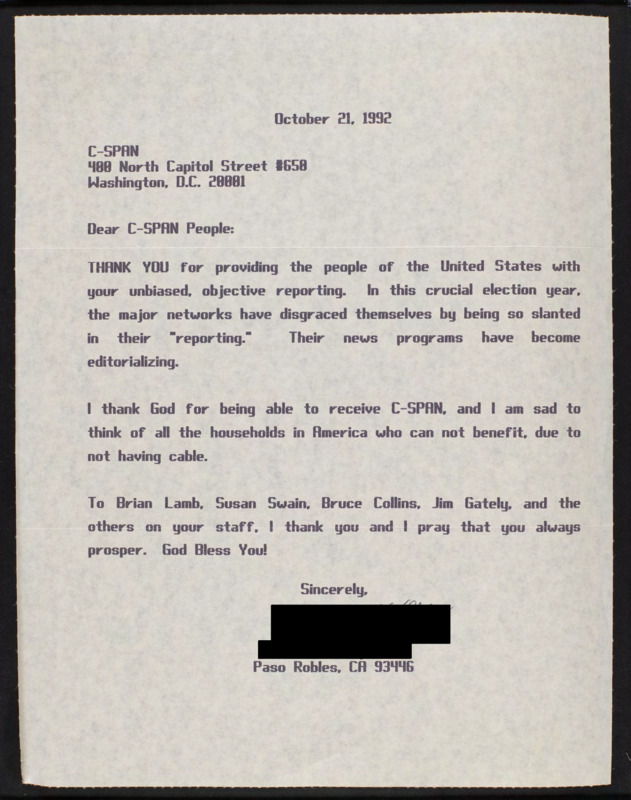 October 21, 1992
C-SPAN
400 North Capitol Street #650
Washington, D.C. 20001
Dear C-SPAN People:
THANK YOU for providing the people of the United States with
your unbiased, objective reporting. In this crucial election year,
the major networks have disgraced themselves by being so slanted
in their "reporting." Their news programs have become
editorializing.
I thank God for being able to receive C-SPAN, and I am sad to
think of all the households in America who can not benefit, due to
not having cable.
To Brian Lamb, Susan Swain, Bruce Collins, Jim Gately, and the
others on your staff, I thank you and I pray that you always
prosper. God Bless You!
Sincerely,
Paso Robles, CA 93446